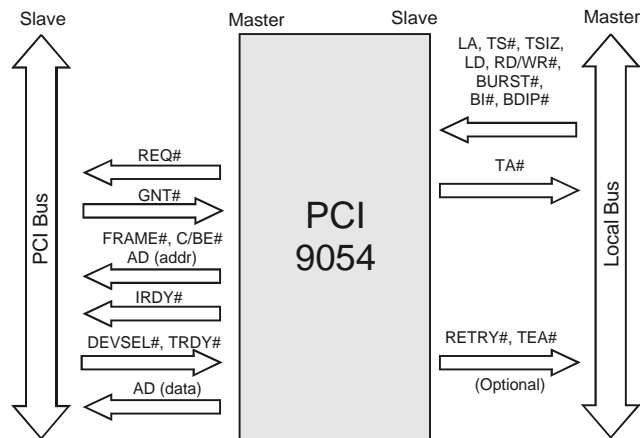 Slave
Master
Slave
Master
LA, TS#, TSIZ,
LD, RD/WR#,
BURST#,
BI#, BDIP#
REQ#
TA#
GNT#
PCI Bus
PCI
9054
Local Bus
FRAME#, C/BE#
AD (addr)
IRDY#
DEVSEL#, TRDY#
RETRY#, TEA#
AD (data)
(Optional)